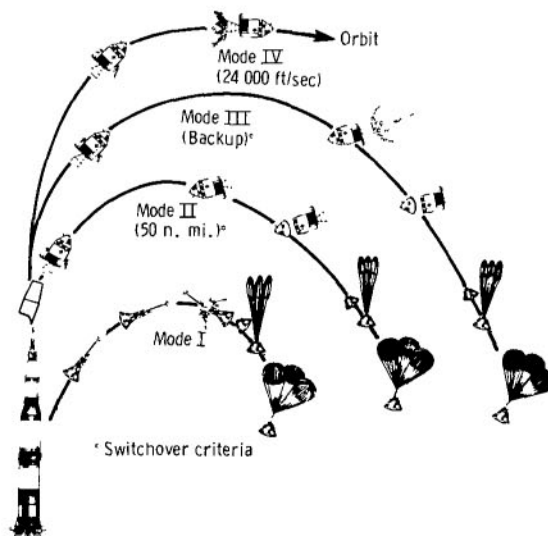 Orbit
Mode IV
(24 000 ft/sec)
Mode III
(Backup)ᶜ
Mode II
(50 n. mi.)ᶜ
Mode I
ᶜ Switchover criteria